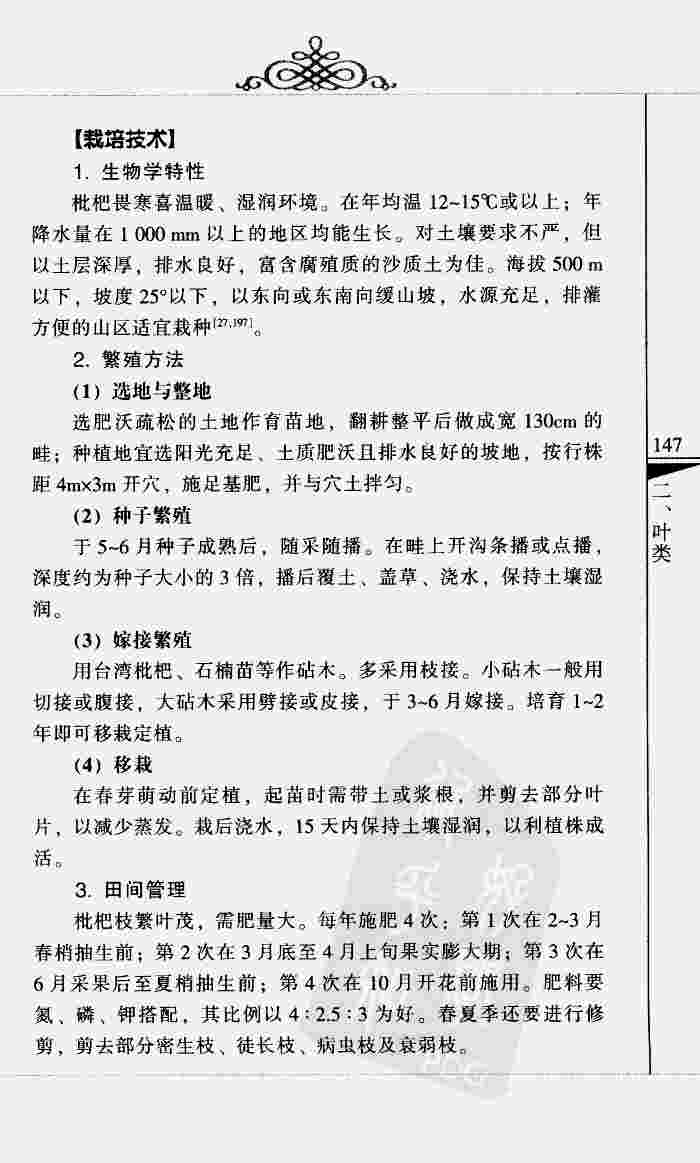 【栽培技术】
1. 生物学特性
枇杷畏寒喜温暖、湿润环境。在年均温 12~15℃或以上；年
降水量在 1 000 mm 以上的地区均能生长。对土壤要求不严，但
以土层深厚，排水良好，富含腐殖质的沙质土为佳。海拔 500 m
以下，坡度 25°以下，以东向或东南向缓山坡，水源充足，排灌
方便的山区适宜栽种[27,197]。
2. 繁殖方法
(1) 选地与整地
选肥沃疏松的土地作育苗地，翻耕整平后做成宽 130cm 的
畦；种植地宜选阳光充足、土质肥沃且排水良好的坡地，按行株
距 4m×3m 开穴，施足基肥，并与穴土拌匀。
(2) 种子繁殖
于 5~6 月种子成熟后，随采随播。在畦上开沟条播或点播，
深度约为种子大小的 3 倍，播后覆土、盖草、浇水，保持土壤湿
润。
(3) 嫁接繁殖
用台湾枇杷、石楠苗等作砧木。多采用枝接。小砧木一般用
切接或腹接，大砧木采用劈接或皮接，于 3~6 月嫁接。培育 1~2
年即可移栽定植。
(4) 移栽
在春芽萌动前定植，起苗时需带土或浆根，并剪去部分叶
片，以减少蒸发。栽后浇水，15 天内保持土壤湿润，以利植株成
活。
3. 田间管理
枇杷枝繁叶茂，需肥量大。每年施肥 4 次：第 1 次在 2~3 月
春梢抽生前；第 2 次在 3 月底至 4 月上旬果实膨大期；第 3 次在
6 月采果后至夏梢抽生前；第 4 次在 10 月开花前施用。肥料要
氮、磷、钾搭配，其比例以 4∶2.5∶3 为好。春夏季还要进行修
剪，剪去部分密生枝、徒长枝、病虫枝及衰弱枝。
147
二、叶类